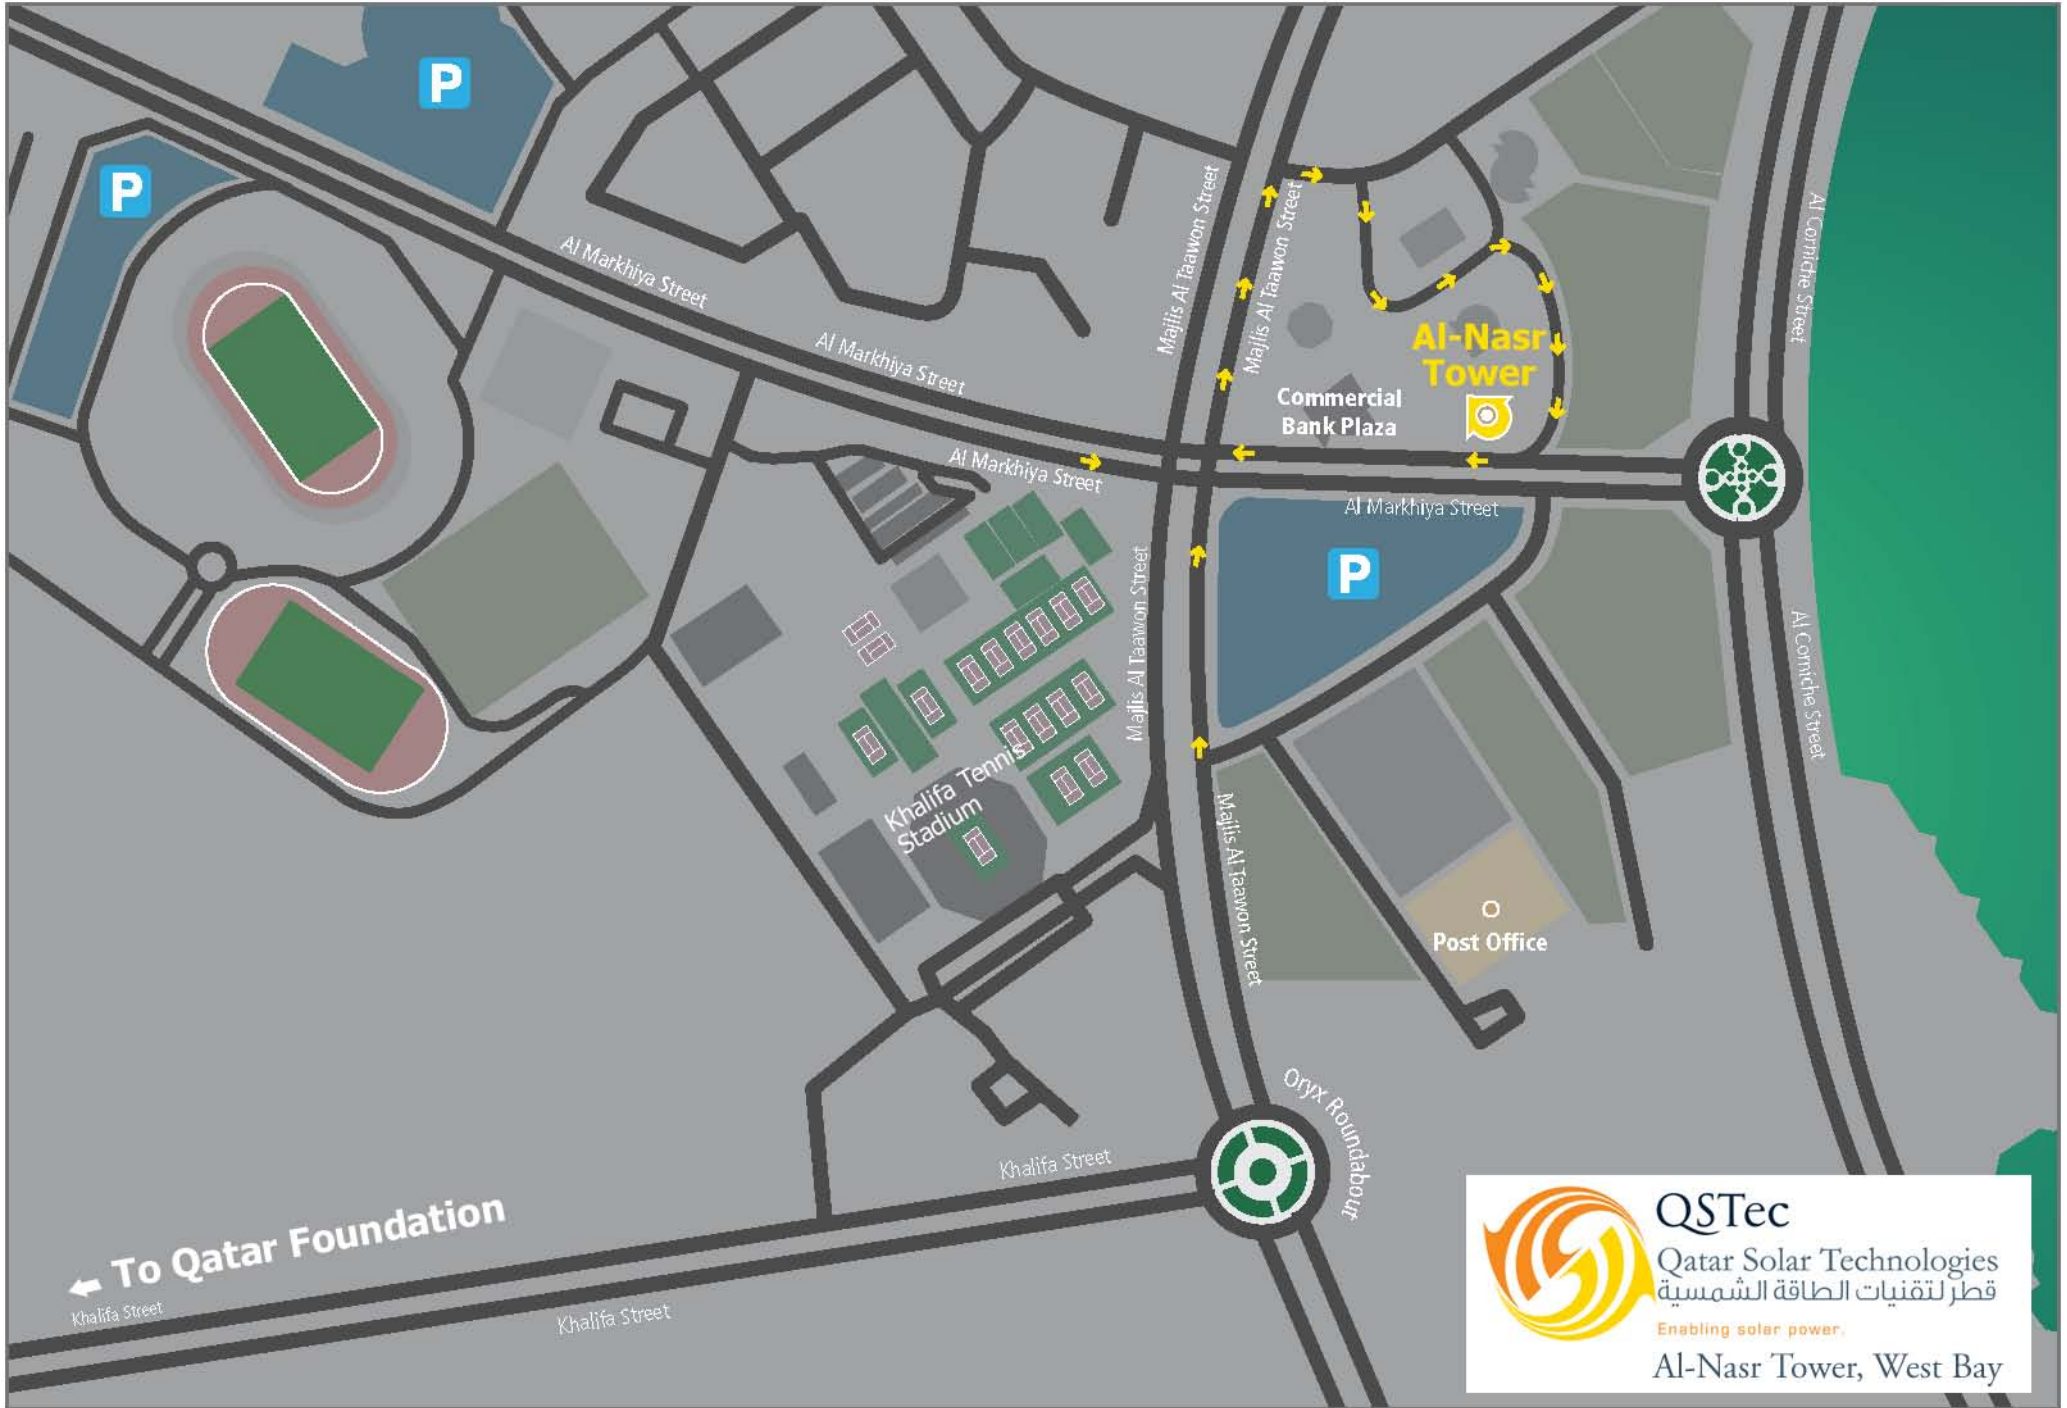 P
P
Al Markhiya Street
Al Markhiya Street
Al Markhiya Street
Al Markhiya Street
Majlis Al Taawon Street
Majlis Al Taawon Street
Al Corniche Street
Al-Nasr
Tower
Commercial
Bank Plaza
P
Majlis Al Taawon Street
Al Corniche Street
Khalifa Tennis
Stadium
Majlis Al Taawon Street
Post Office
Oryx Roundabout
Khalifa Street
To Qatar Foundation
Khalifa Street
Khalifa Street
QSTec
Qatar Solar Technologies
قطر لتقنيات الطاقة الشمسية
Enabling solar power.
Al-Nasr Tower, West Bay